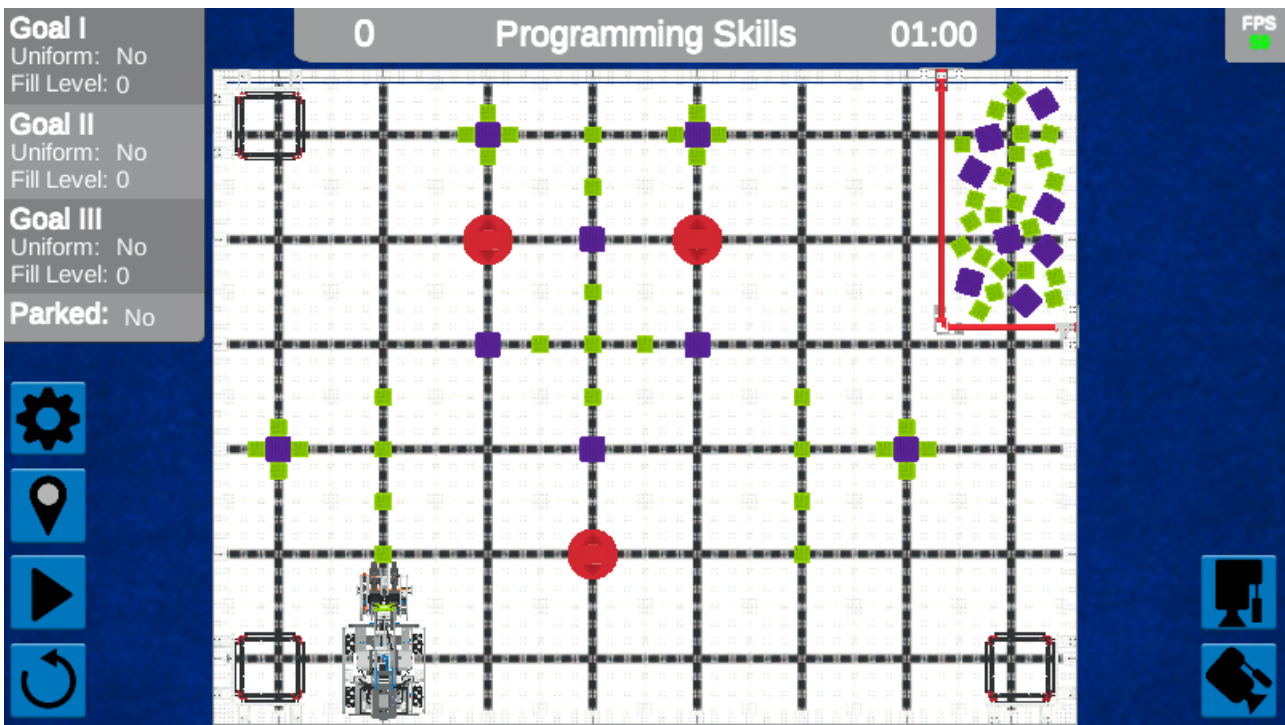 Goal I
Uniform: No
Fill Level: 0
Goal II
Uniform: No
Fill Level: 0
Goal III
Uniform: No
Fill Level: 0
Parked: No
0 Programming Skills 01:00
FPS